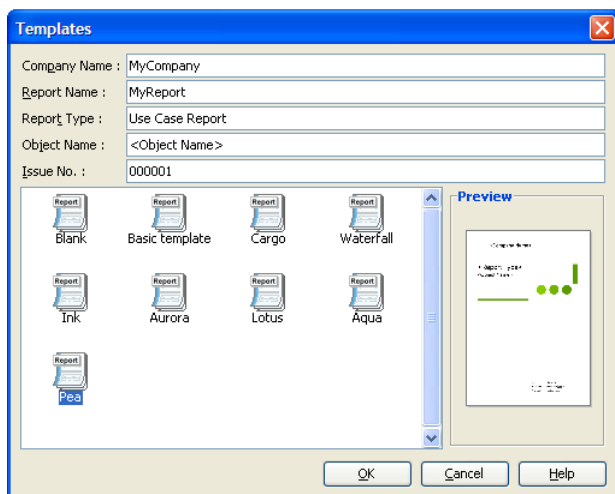 Templates
Company Name : MyCompany
Report Name : MyReport
Report Type : Use Case Report
Object Name : <Object Name>
Issue No. : 000001
Report Report Report Report
Blank Basic template Cargo Waterfall
Report Report Report Report
Ink Aurora Lotus Aqua
Report
Pea
Preview
<Company Name>
OK Cancel Help